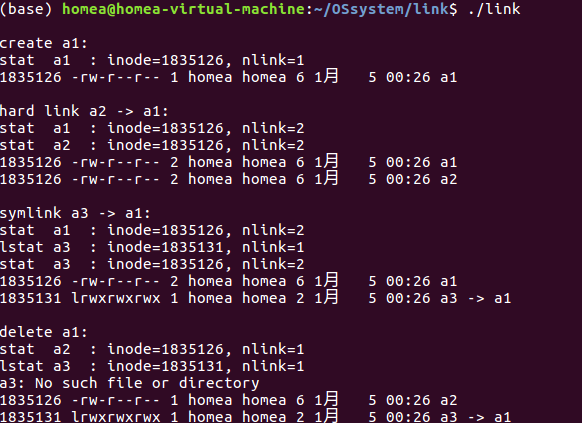 (base) homea@homea-virtual-machine:~/OSsystem/link$ ./link

create a1:
stat  a1  : inode=1835126, nlink=1
1835126 -rw-r--r-- 1 homea homea 6 1月   5 00:26 a1

hard link a2 -> a1:
stat  a1  : inode=1835126, nlink=2
stat  a2  : inode=1835126, nlink=2
1835126 -rw-r--r-- 2 homea homea 6 1月   5 00:26 a1
1835126 -rw-r--r-- 2 homea homea 6 1月   5 00:26 a2

symlink a3 -> a1:
stat  a1  : inode=1835126, nlink=2
lstat a3  : inode=1835131, nlink=1
stat  a3  : inode=1835126, nlink=2
1835126 -rw-r--r-- 2 homea homea 6 1月   5 00:26 a1
1835131 lrwxrwxrwx 1 homea homea 2 1月   5 00:26 a3 -> a1

delete a1:
stat  a2  : inode=1835126, nlink=1
lstat a3  : inode=1835131, nlink=1
a3: No such file or directory
1835126 -rw-r--r-- 1 homea homea 6 1月   5 00:26 a2
1835131 lrwxrwxrwx 1 homea homea 2 1月   5 00:26 a3 -> a1